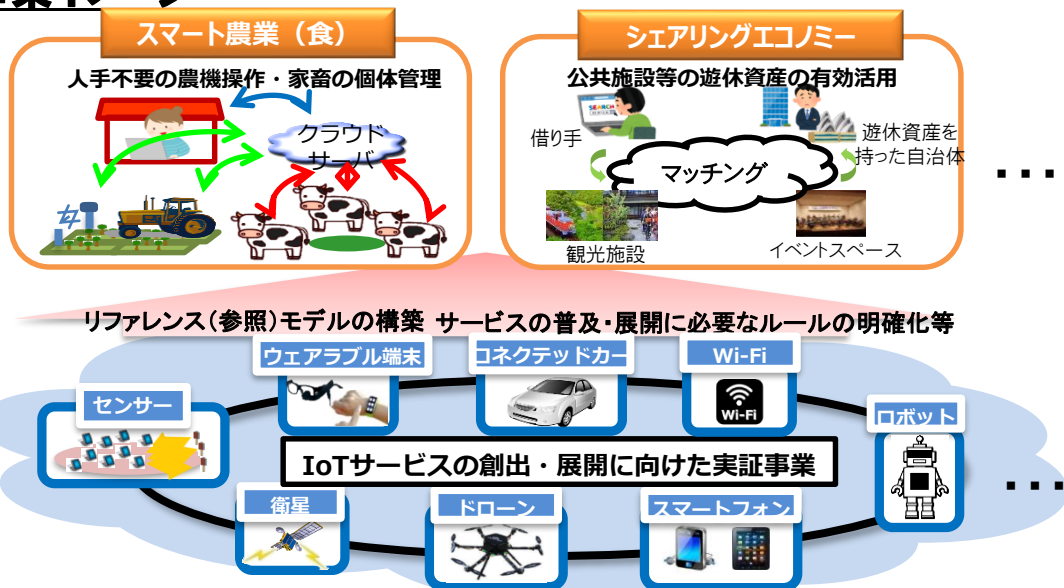 スマート農業（食）
人手不要の農機操作・家畜の個体管理
クラウド
サーバ
シェアリングエコノミー
公共施設等の遊休資産の有効活用
SEARCH
借り手
遊休資産を
持った自治体
マッチング
観光施設
イベントスペース
・・・
リファレンス（参照）モデルの構築 サービスの普及・展開に必要なルールの明確化等
ウェアラブル端末
コネクテッドカー
Wi-Fi
Wi-Fi
センサー
ロボット
IoTサービスの創出・展開に向けた実証事業
・・・
衛星
ドローン
スマートフォン